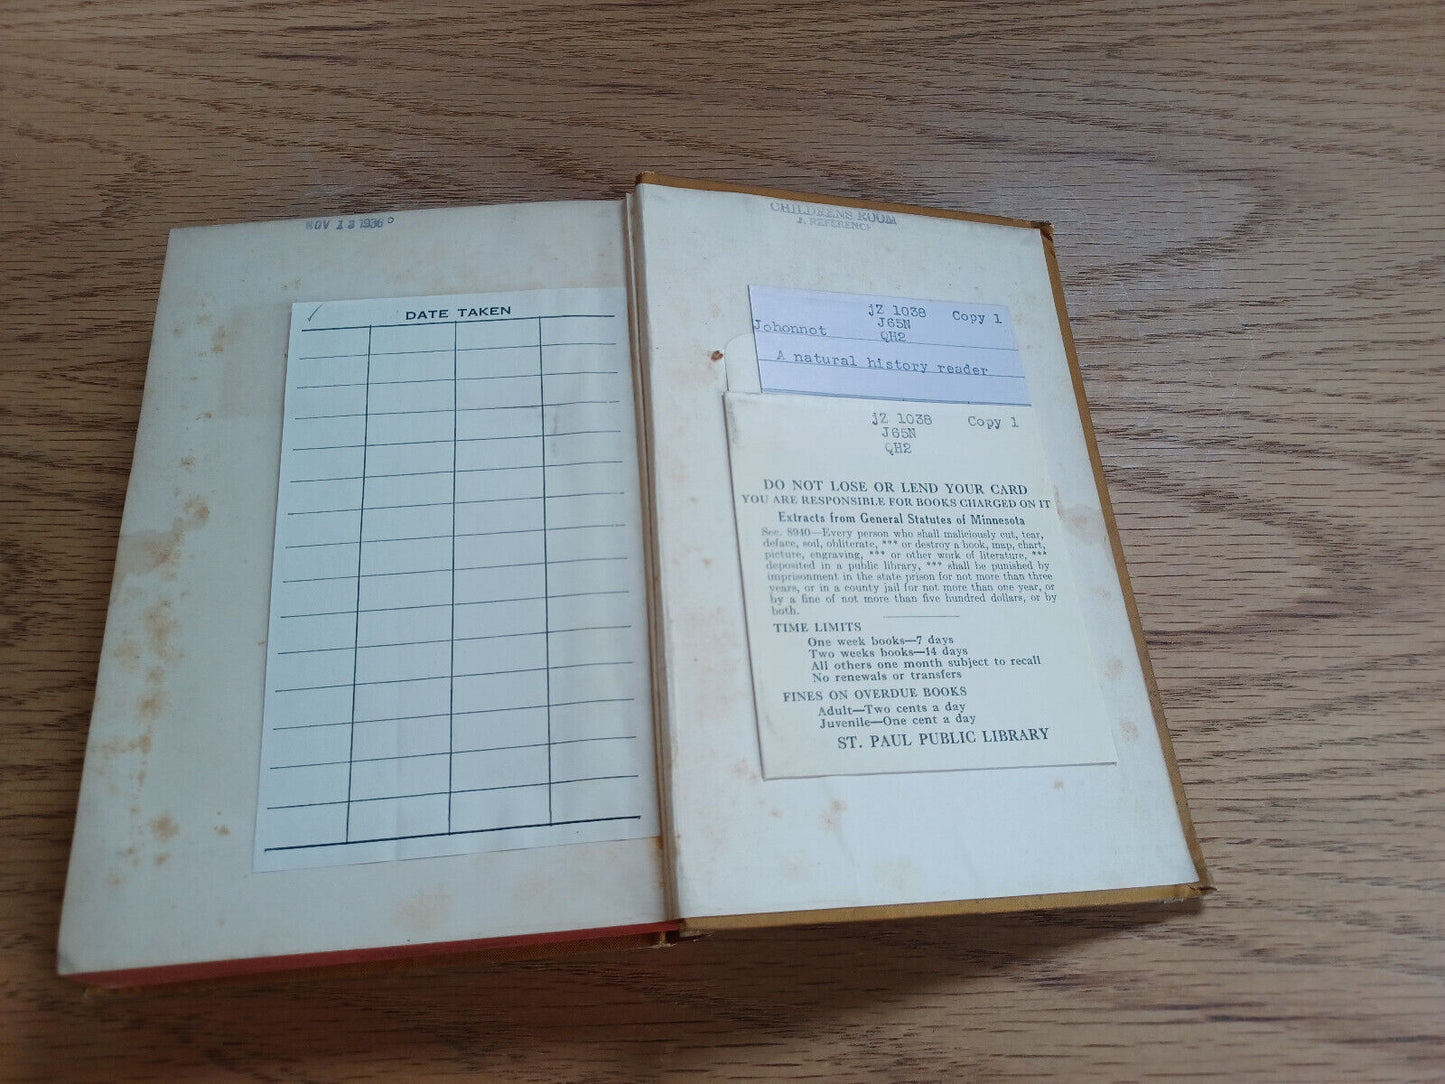 NOV 13 1936
DATE TAKEN
CHILDRENS ROOM
J. REFERENCE
jZ 1038 Copy 1
J65N
Johonnot QH2
A natural history reader
jZ 1038 Copy 1
J65N
QH2
DO NOT LOSE OR LEND YOUR CARD
YOU ARE RESPONSIBLE FOR BOOKS CHARGED ON IT
Extracts from General Statutes of Minnesota
Sec. 8940—Every person who shall maliciously cut, tear,
deface, soil, obliterate, *** or destroy a book, map, chart,
picture, engraving, *** or other work of literature, ***
deposited in a public library, *** shall be punished by
imprisonment in the state prison for not more than three
years, or in a county jail for not more than one year, or
by a fine of not more than five hundred dollars, or by
both.
TIME LIMITS
One week books—7 days
Two weeks books—14 days
All others one month subject to recall
No renewals or transfers
FINES ON OVERDUE BOOKS
Adult—Two cents a day
Juvenile—One cent a day
ST. PAUL PUBLIC LIBRARY